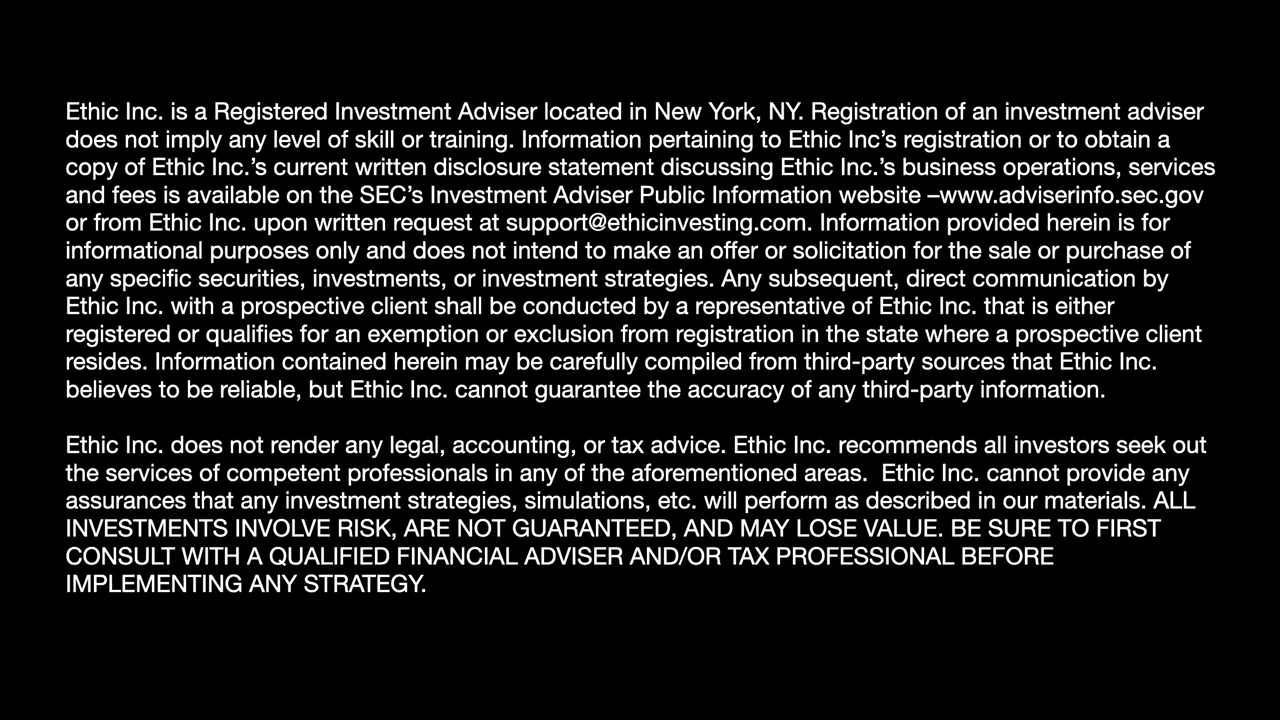 Ethic Inc. is a Registered Investment Adviser located in New York, NY. Registration of an investment adviser
does not imply any level of skill or training. Information pertaining to Ethic Inc’s registration or to obtain a
copy of Ethic Inc.’s current written disclosure statement discussing Ethic Inc.’s business operations, services
and fees is available on the SEC’s Investment Adviser Public Information website –www.adviserinfo.sec.gov
or from Ethic Inc. upon written request at support@ethicinvesting.com. Information provided herein is for
informational purposes only and does not intend to make an offer or solicitation for the sale or purchase of
any specific securities, investments, or investment strategies. Any subsequent, direct communication by
Ethic Inc. with a prospective client shall be conducted by a representative of Ethic Inc. that is either
registered or qualifies for an exemption or exclusion from registration in the state where a prospective client
resides. Information contained herein may be carefully compiled from third-party sources that Ethic Inc.
believes to be reliable, but Ethic Inc. cannot guarantee the accuracy of any third-party information.

Ethic Inc. does not render any legal, accounting, or tax advice. Ethic Inc. recommends all investors seek out
the services of competent professionals in any of the aforementioned areas.  Ethic Inc. cannot provide any
assurances that any investment strategies, simulations, etc. will perform as described in our materials. ALL
INVESTMENTS INVOLVE RISK, ARE NOT GUARANTEED, AND MAY LOSE VALUE. BE SURE TO FIRST
CONSULT WITH A QUALIFIED FINANCIAL ADVISER AND/OR TAX PROFESSIONAL BEFORE
IMPLEMENTING ANY STRATEGY.